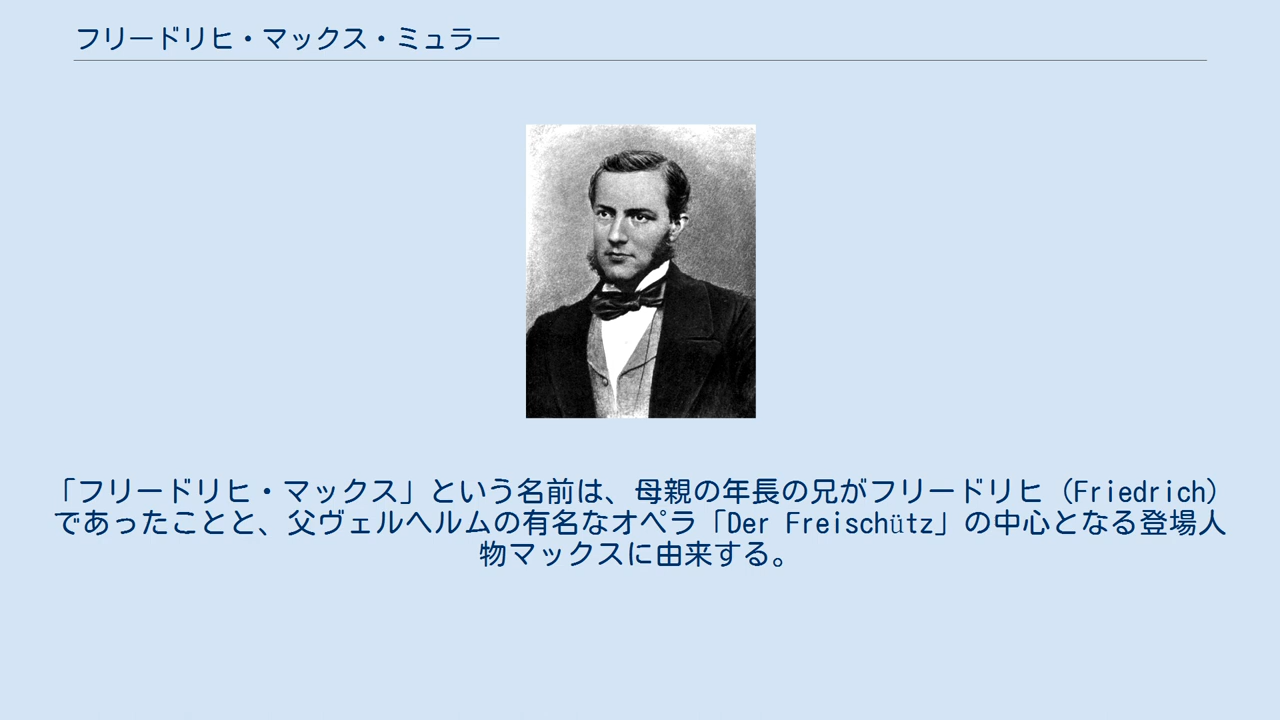 フリードリヒ・マックス・ミュラー
「フリードリヒ・マックス」という名前は、母親の年長の兄がフリードリヒ（Friedrich）
であったことと、父ヴェルヘルムの有名なオペラ「Der Freischütz」の中心となる登場人
物マックスに由来する。